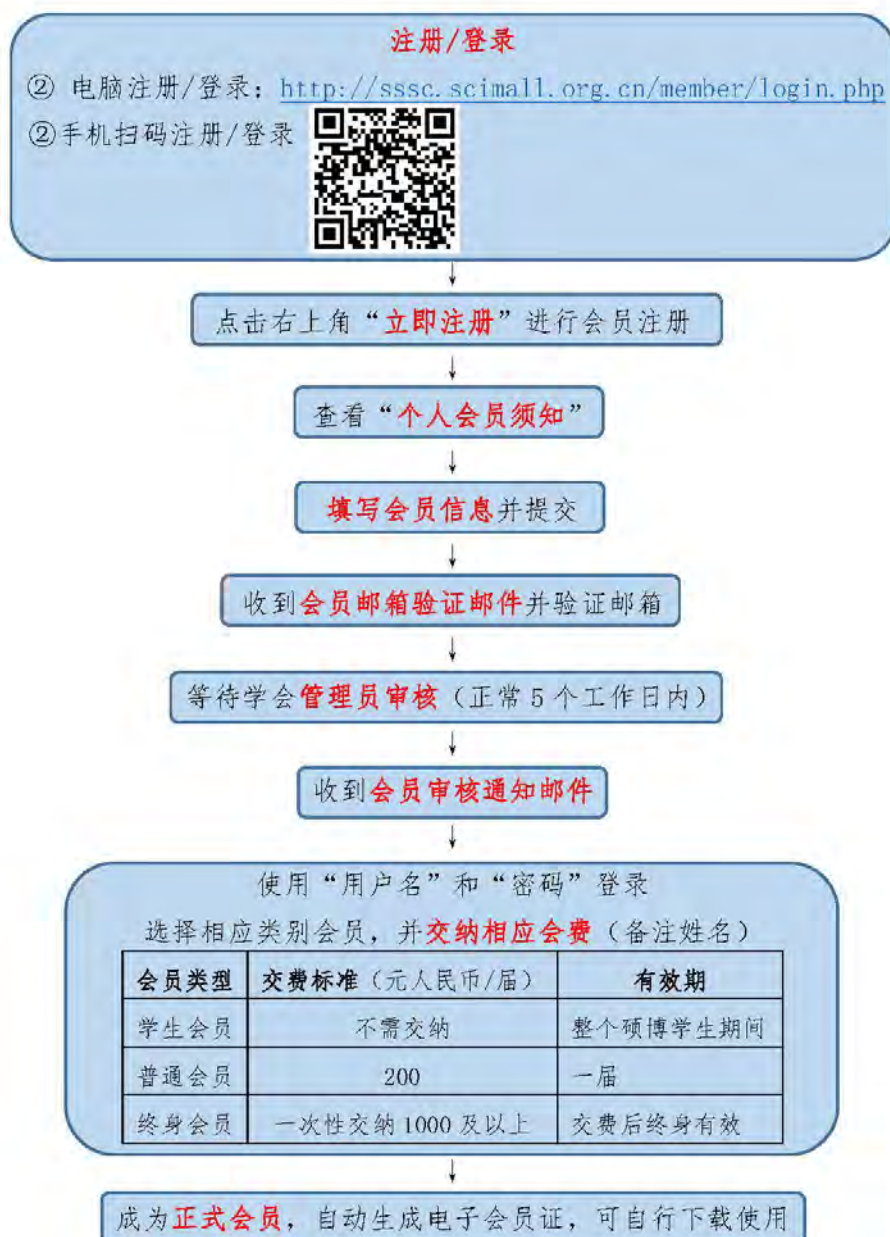 注册/登录
② 电脑注册/登录：http://sssc.scimall.org.cn/member/login.php
②手机扫码注册/登录
点击右上角“立即注册”进行会员注册
查看“个人会员须知”
填写会员信息并提交
收到会员邮箱验证邮件并验证邮箱
等待学会管理员审核（正常 5 个工作日内）
收到会员审核通知邮件
使用“用户名”和“密码”登录
选择相应类别会员，并交纳相应会费（备注姓名）
会员类型 交费标准（元人民币/届） 有效期
学生会员 不需交纳 整个硕博学生期间
普通会员 200 一届
终身会员 一次性交纳 1000 及以上 交费后终身有效
成为正式会员，自动生成电子会员证，可自行下载使用